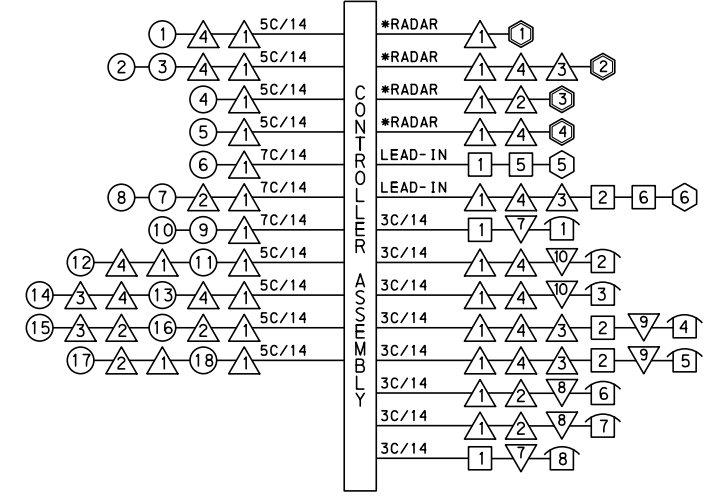 1 4 1 5C/14 *RADAR 1 1
2 3 4 1 5C/14 *RADAR 1 4 3 2
4 1 5C/14 *RADAR 1 2 3
5 1 5C/14 *RADAR 1 4 4
6 1 7C/14 LEAD-IN 1 5 5
8 7 2 1 7C/14 LEAD-IN 1 4 3 2 6 6
10 9 1 7C/14 3C/14 1 7 1
12 4 1 11 1 5C/14 3C/14 1 4 10 2
14 3 4 13 4 1 5C/14 3C/14 1 4 10 3
15 3 2 16 2 1 5C/14 3C/14 1 4 3 2 9 4
17 2 1 18 1 5C/14 3C/14 1 4 3 2 9 5
3C/14 1 2 8 6
3C/14 1 2 8 7
3C/14 1 7 8
CONTROLLER ASSEMBLY